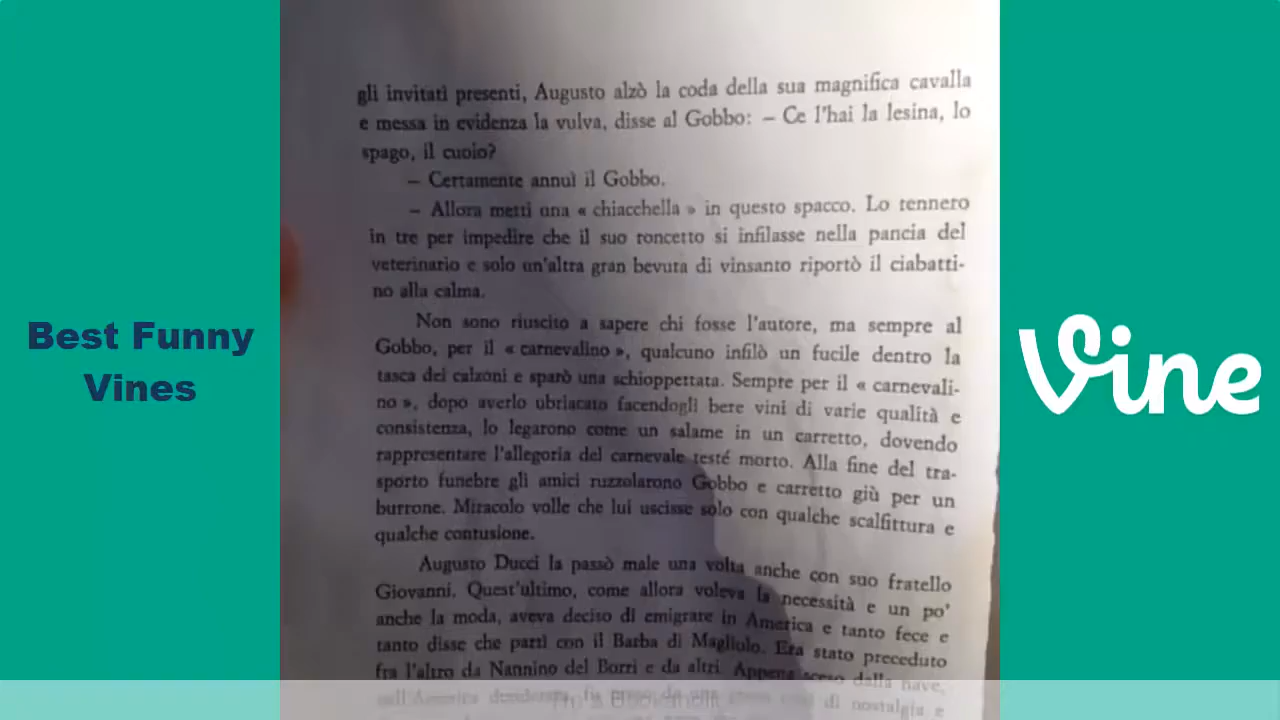 gli invitati presenti, Augusto alzò la coda della sua magnifica cavalla
e messa in evidenza la vulva, disse al Gobbo: – Ce l'hai la lesina, lo
spago, il cuoio?
– Certamente annuì il Gobbo.
– Allora metti una « chiacchella » in questo spacco. Lo tennero
in tre per impedire che il suo roncetto si infilasse nella pancia del
veterinario e solo un'altra gran bevuta di vinsanto riportò il ciabatti-
no alla calma.
Non sono riuscito a sapere chi fosse l'autore, ma sempre al
Gobbo, per il « carnevalino », qualcuno infilò un fucile dentro la
tasca dei calzoni e sparò una schioppettata. Sempre per il « carnevali-
no », dopo averlo ubriacato facendogli bere vini di varie qualità e
consistenza, lo legarono come un salame in un carretto, dovendo
rappresentare l'allegoria del carnevale testé morto. Alla fine del tra-
sporto funebre gli amici ruzzolarono Gobbo e carretto giù per un
burrone. Miracolo volle che lui uscisse solo con qualche scalfittura e
qualche contusione.
Augusto Ducci la passò male una volta anche con suo fratello
Giovanni. Quest'ultimo, come allora voleva la necessità e un po'
anche la moda, aveva deciso di emigrare in America e tanto fece e
tanto disse che partì con il Barba di Magliulo. Era stato preceduto
fra l'altro da Nannino del Borri e da altri. Appena sceso dalla nave,
di nostalgia e
Best Funny
Vines
Vine